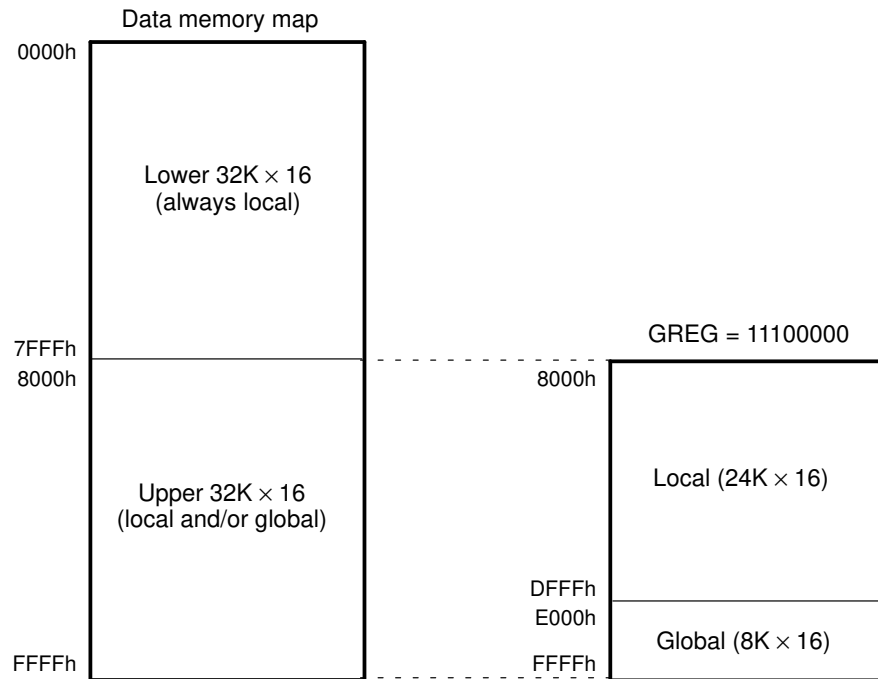 Data memory map
0000h
Lower 32K × 16
(always local)
7FFFh
8000h
Upper 32K × 16
(local and/or global)
FFFFh
GREG = 11100000
8000h
Local (24K × 16)
DFFFh
E000h
Global (8K × 16)
FFFFh